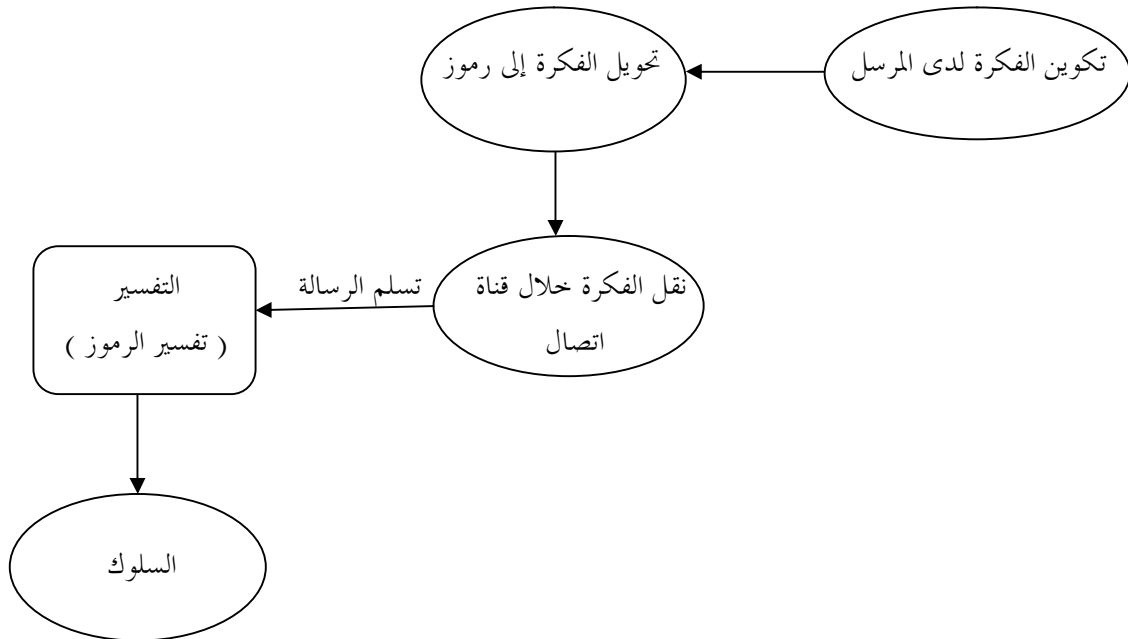 تكوين الفكرة لدى المرسل
تحويل الفكرة إلى رموز
نقل الفكرة خلال قناة
اتصال
تسلم الرسالة
التفسير
( تفسير الرموز )
السلوك